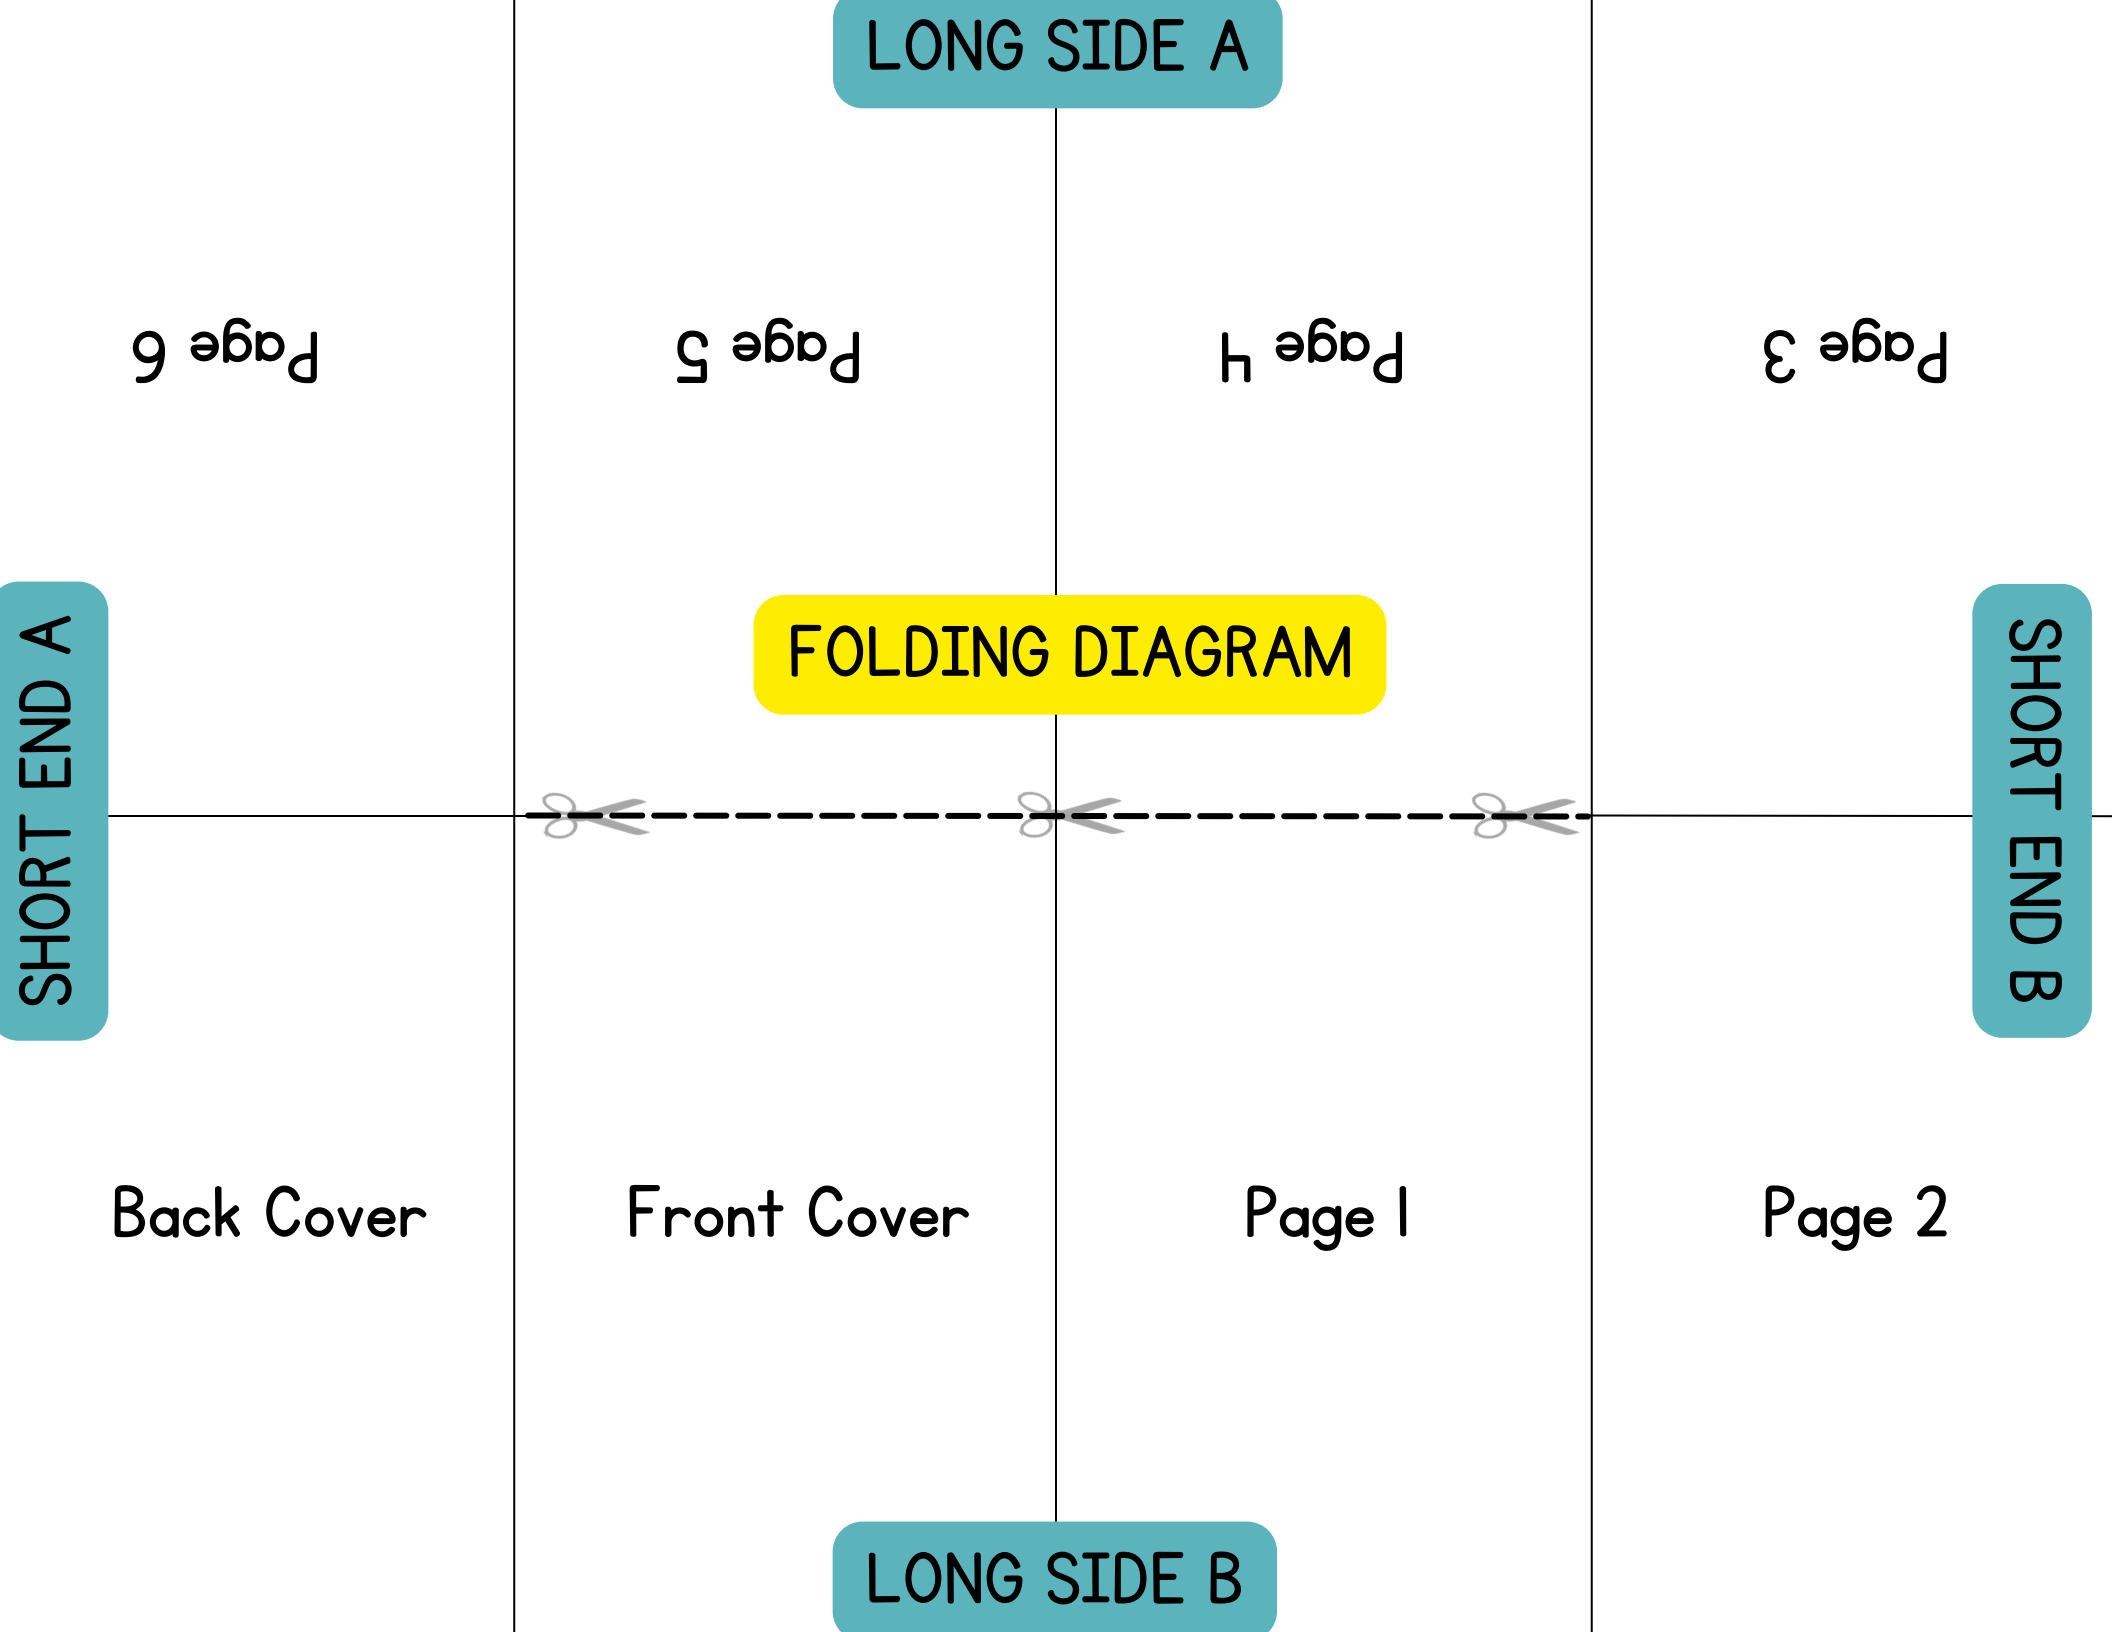 LONG SIDE A
Page 6
Page 5
Page 4
Page 3
FOLDING DIAGRAM
SHORT END A
SHORT END B
Back Cover
Front Cover
Page 1
Page 2
LONG SIDE B